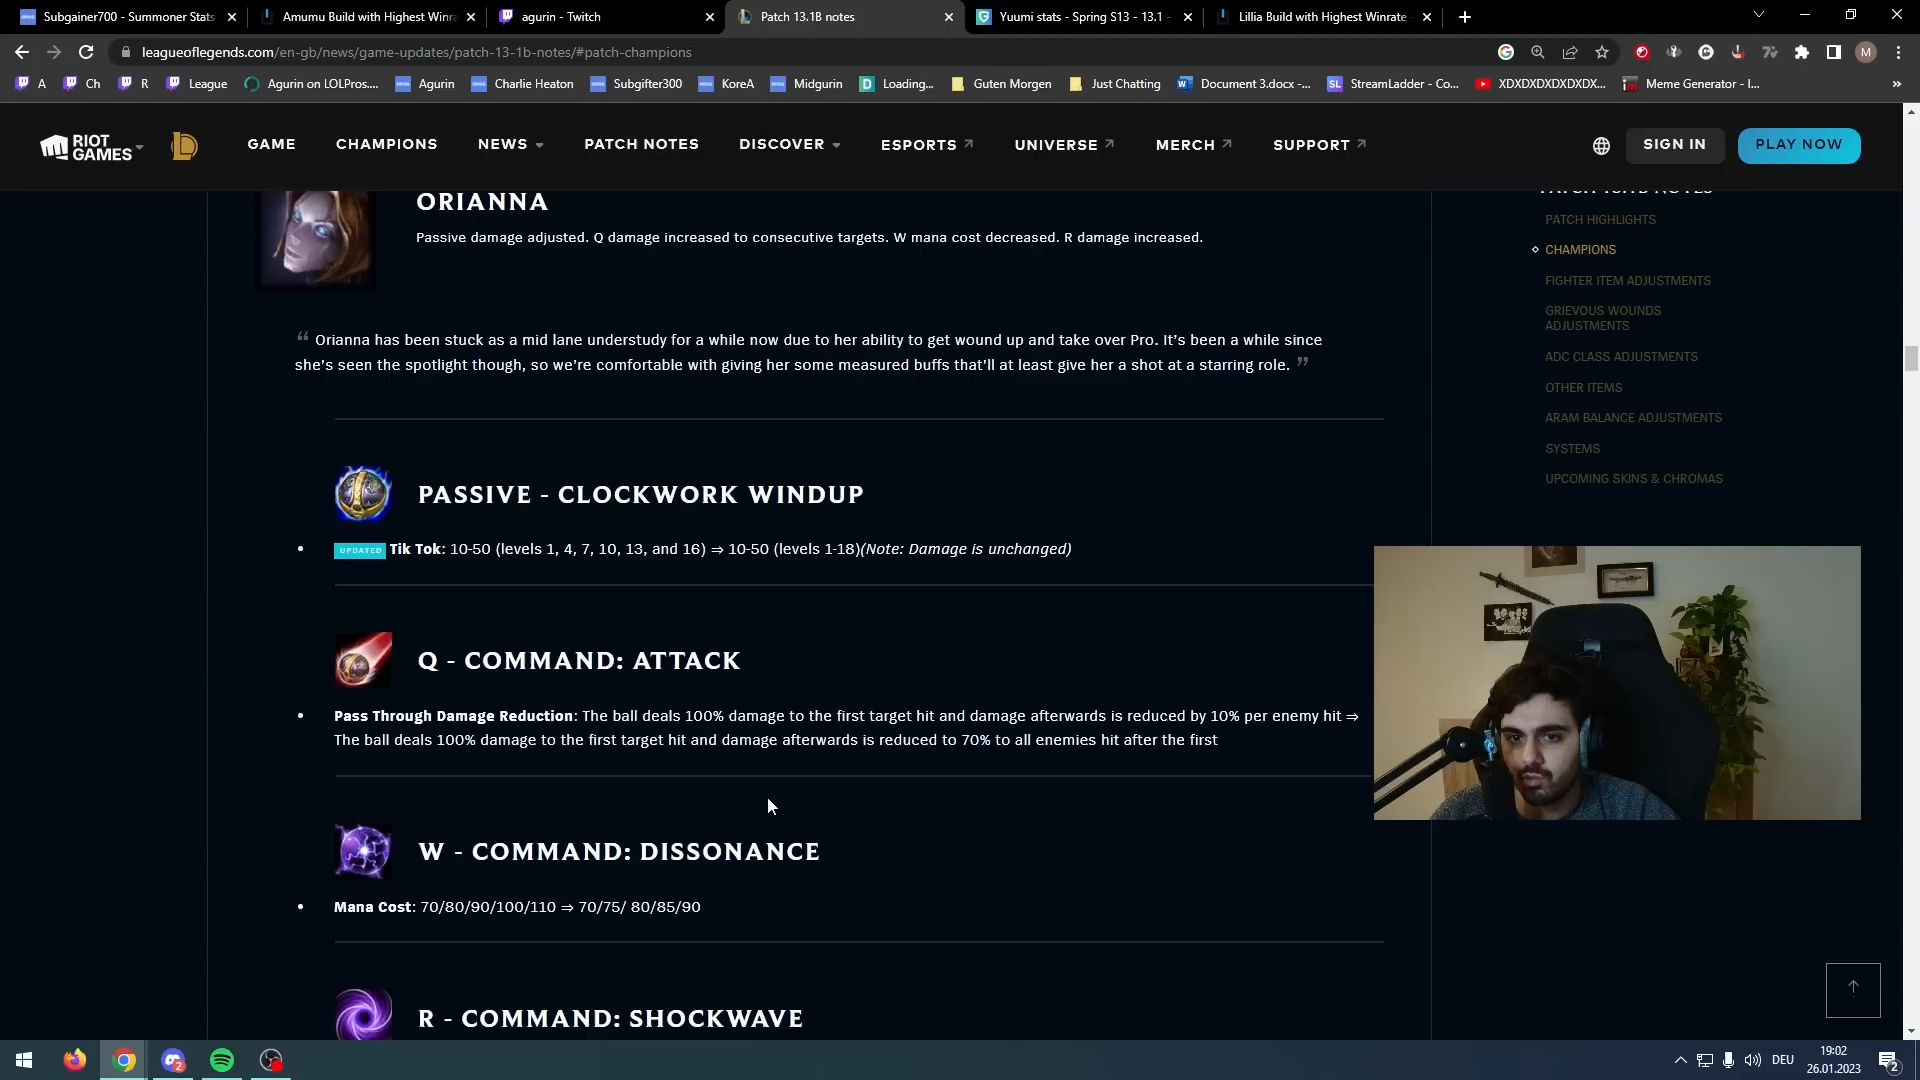 Subgainer700 - Summoner Stats
Amumu Build with Highest Winra
agurin - Twitch
Patch 13.1B notes
Yuumi stats - Spring S13 - 13.1 -
Lillia Build with Highest Winrate
leagueoflegends.com/en-gb/news/game-updates/patch-13-1b-notes/#patch-champions
M
A
Ch
R
League
Agurin on LOLPros....
Agurin
Charlie Heaton
Subgifter300
KoreA
Midgurin
Loading...
Guten Morgen
Just Chatting
Document 3.docx -...
StreamLadder - Co...
XDXDXDXDXDXDX...
Meme Generator - I...
RIOT
GAMES
GAME
CHAMPIONS
NEWS
PATCH NOTES
DISCOVER
ESPORTS
UNIVERSE
MERCH
SUPPORT
SIGN IN
PLAY NOW
ORIANNA
Passive damage adjusted. Q damage increased to consecutive targets. W mana cost decreased. R damage increased.
“ Orianna has been stuck as a mid lane understudy for a while now due to her ability to get wound up and take over Pro. It’s been a while since
she’s seen the spotlight though, so we’re comfortable with giving her some measured buffs that’ll at least give her a shot at a starring role. ”
PASSIVE - CLOCKWORK WINDUP
• UPDATED Tik Tok: 10-50 (levels 1, 4, 7, 10, 13, and 16) ⇒ 10-50 (levels 1-18)(Note: Damage is unchanged)
Q - COMMAND: ATTACK
• Pass Through Damage Reduction: The ball deals 100% damage to the first target hit and damage afterwards is reduced by 10% per enemy hit ⇒
The ball deals 100% damage to the first target hit and damage afterwards is reduced to 70% to all enemies hit after the first
W - COMMAND: DISSONANCE
• Mana Cost: 70/80/90/100/110 ⇒ 70/75/ 80/85/90
R - COMMAND: SHOCKWAVE
PATCH 13.1B NOTES
PATCH HIGHLIGHTS
CHAMPIONS
FIGHTER ITEM ADJUSTMENTS
GRIEVOUS WOUNDS
ADJUSTMENTS
ADC CLASS ADJUSTMENTS
OTHER ITEMS
ARAM BALANCE ADJUSTMENTS
SYSTEMS
UPCOMING SKINS & CHROMAS
2
DEU
19:02
26.01.2023
2